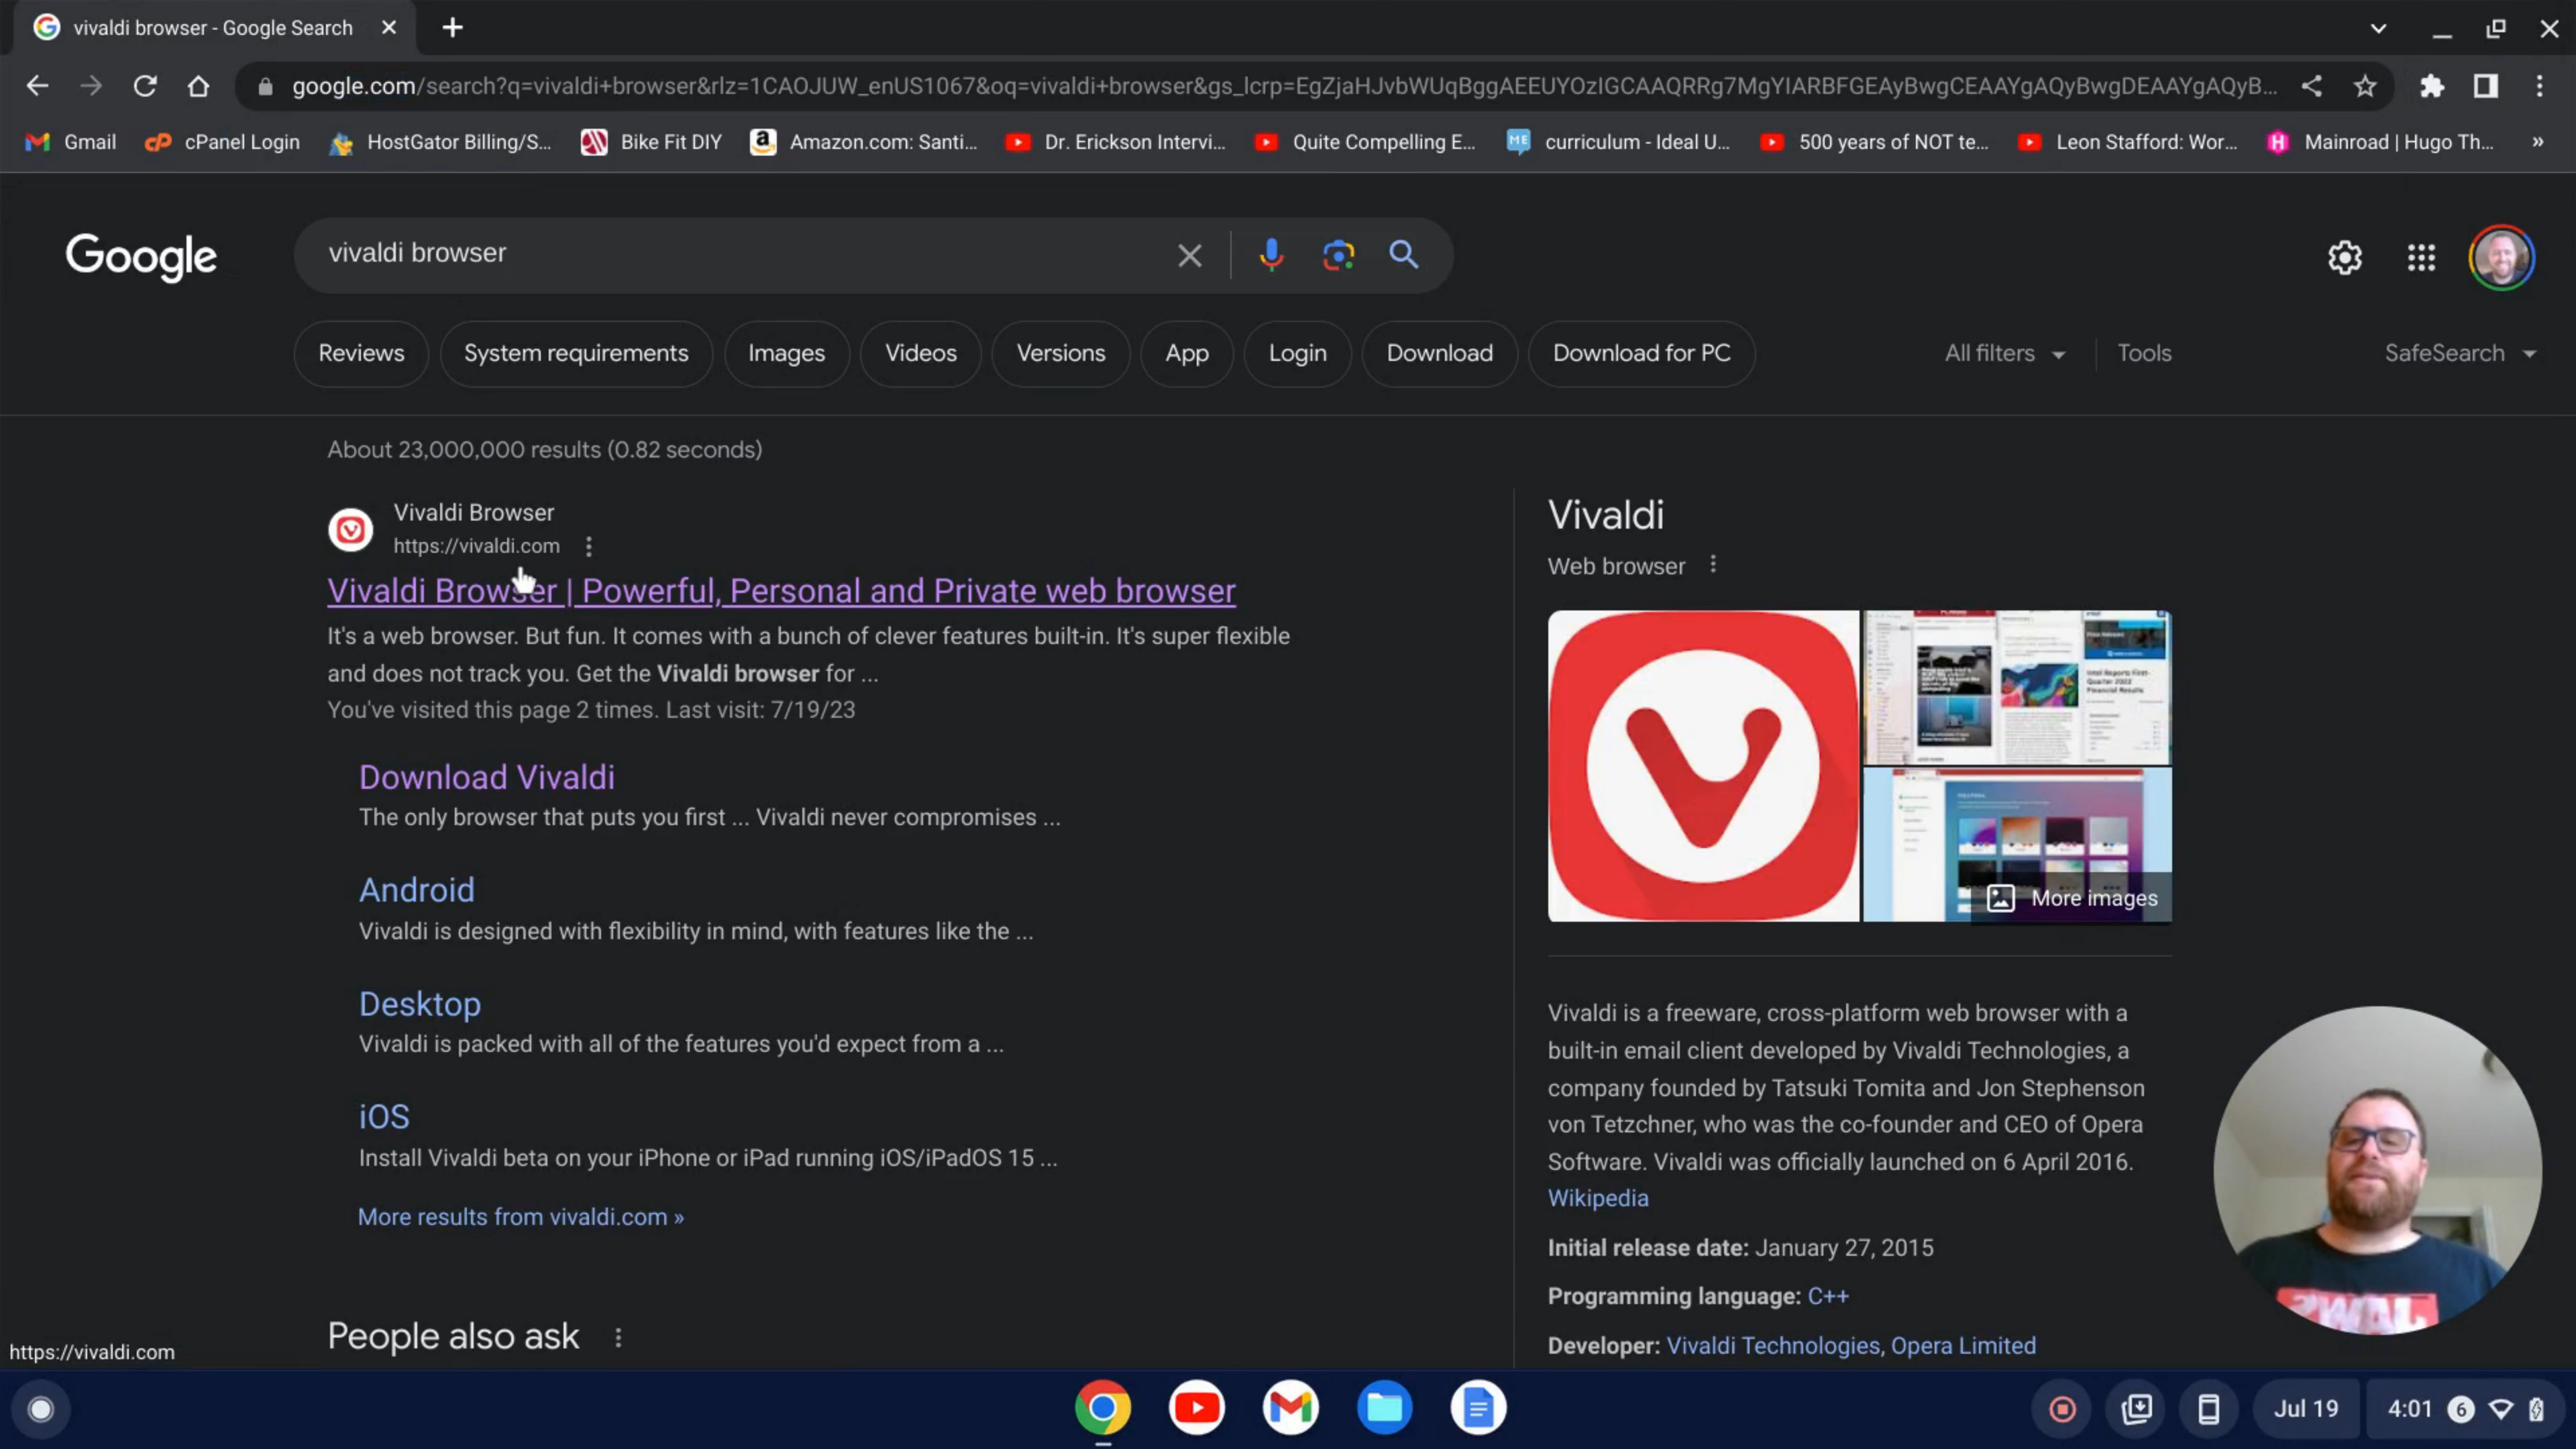 vivaldi browser - Google Search
google.com/search?q=vivaldi+browser&rlz=1CAOJUW_enUS1067&oq=vivaldi+browser&gs_lcrp=EgZjaHJvbWUqBggAEEUYOzIGCAAQRRg7MgYIARBFGEAyBwgCEAAYgAQyBwgDEAAYgAQyB...
Gmail
cPanel Login
HostGator Billing/S...
Bike Fit DIY
Amazon.com: Santi...
Dr. Erickson Intervi...
Quite Compelling E...
curriculum - Ideal U...
500 years of NOT te...
Leon Stafford: Wor...
Mainroad | Hugo Th...
»
Google
vivaldi browser
Reviews
System requirements
Images
Videos
Versions
App
Login
Download
Download for PC
All filters
Tools
SafeSearch
About 23,000,000 results (0.82 seconds)
Vivaldi Browser
https://vivaldi.com
Vivaldi Browser | Powerful, Personal and Private web browser
It's a web browser. But fun. It comes with a bunch of clever features built-in. It's super flexible
and does not track you. Get the Vivaldi browser for ...
You've visited this page 2 times. Last visit: 7/19/23
Download Vivaldi
The only browser that puts you first ... Vivaldi never compromises ...
Android
Vivaldi is designed with flexibility in mind, with features like the ...
Desktop
Vivaldi is packed with all of the features you'd expect from a ...
iOS
Install Vivaldi beta on your iPhone or iPad running iOS/iPadOS 15 ...
More results from vivaldi.com »
People also ask
https://vivaldi.com
Vivaldi
Web browser
More images
Vivaldi is a freeware, cross-platform web browser with a
built-in email client developed by Vivaldi Technologies, a
company founded by Tatsuki Tomita and Jon Stephenson
von Tetzchner, who was the co-founder and CEO of Opera
Software. Vivaldi was officially launched on 6 April 2016.
Wikipedia
Initial release date: January 27, 2015
Programming language: C++
Developer: Vivaldi Technologies, Opera Limited
Jul 19
4:01
6